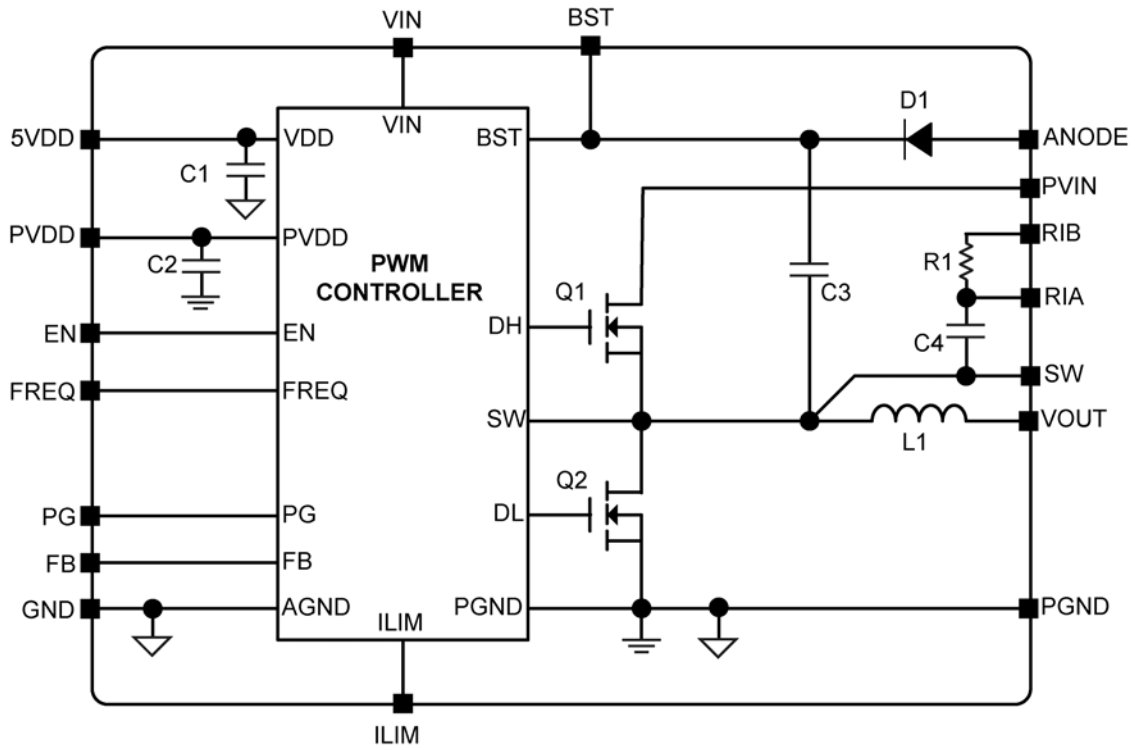 VIN
BST
5VDD
C1
VDD
VIN
BST
D1
ANODE
PVIN
PVDD
C2
PVDD
PWM
CONTROLLER
RIB
R1
RIA
C3
Q1
EN
EN
DH
C4
SW
FREQ
FREQ
SW
VOUT
L1
Q2
PG
PG
DL
FB
FB
GND
AGND
ILIM
PGND
PGND
ILIM